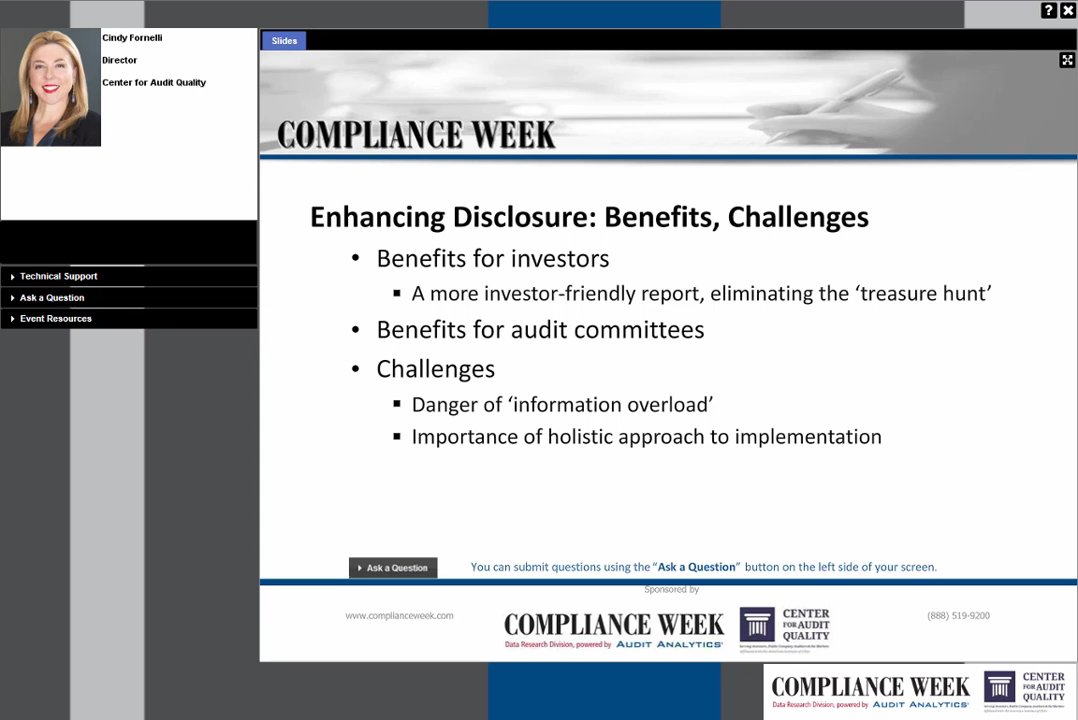 Cindy Fornelli
Director
Center for Audit Quality
Technical Support
Ask a Question
Event Resources
Slides
COMPLIANCE WEEK
Enhancing Disclosure: Benefits, Challenges
• Benefits for investors
▪ A more investor-friendly report, eliminating the ‘treasure hunt’
• Benefits for audit committees
• Challenges
▪ Danger of ‘information overload’
▪ Importance of holistic approach to implementation
Ask a Question
You can submit questions using the “Ask a Question” button on the left side of your screen.
Sponsored by
www.complianceweek.com
COMPLIANCE WEEK
Data Research Division, powered by AUDIT ANALYTICS
CENTER
FOR AUDIT
QUALITY
(888) 519-9200
COMPLIANCE WEEK
Data Research Division, powered by AUDIT ANALYTICS
CENTER
FOR AUDIT
QUALITY